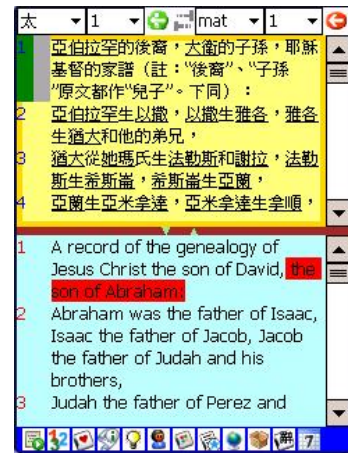 太 1 mat 1
1 亞伯拉罕的後裔，大衛的子孫，耶穌
基督的家譜（註：“後裔”、“子孫
”原文都作“兒子”。下同）：
2 亞伯拉罕生以撒，以撒生雅各，雅各
生猶大和他的弟兄，
3 猶大從她瑪氏生法勒斯和謝拉，法勒
斯生希斯崙，希斯崙生亞蘭，
4 亞蘭生亞米拿達，亞米拿達生拿順，
1 A record of the genealogy of
Jesus Christ the son of David, the
son of Abraham:
2 Abraham was the father of Isaac,
Isaac the father of Jacob, Jacob
the father of Judah and his
brothers,
3 Judah the father of Perez and